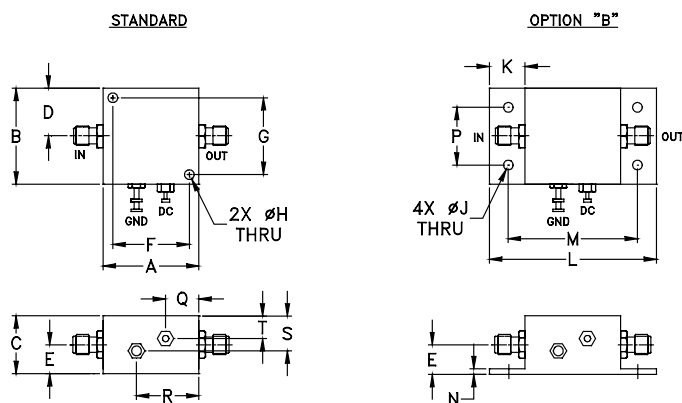 STANDARD
OPTION "B"
K
D
B
G
P
IN
OUT
IN
OUT
GND
DC
2X øH
THRU
GND
DC
4X øJ
THRU
F
A
M
L
Q
T
S
C
E
R
E
N